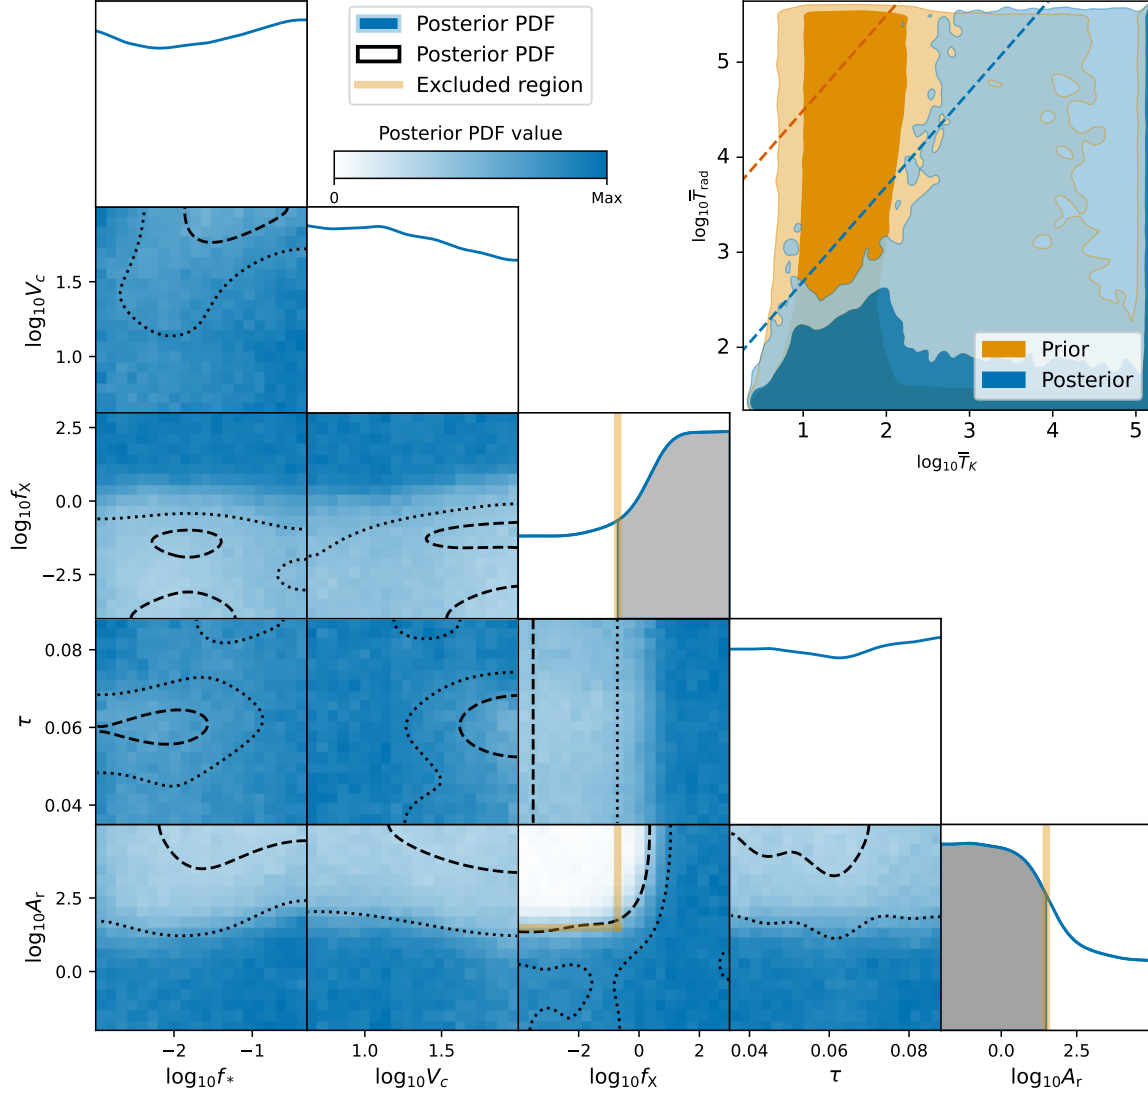 Posterior PDF
Posterior PDF
Excluded region
Posterior PDF value
0 Max
5
4
3
2
log₁₀T̿rad
Prior
Posterior
1 2 3 4 5
log₁₀T̿K
1.5
1.0
log₁₀Vc
2.5
0.0
−2.5
log₁₀fX
0.08
0.06
0.04
τ
2.5
0.0
log₁₀Ar
−2 −1 1.0 1.5 −2 0 2 0.04 0.06 0.08 0.0 2.5
log₁₀f* log₁₀Vc log₁₀fX τ log₁₀Ar